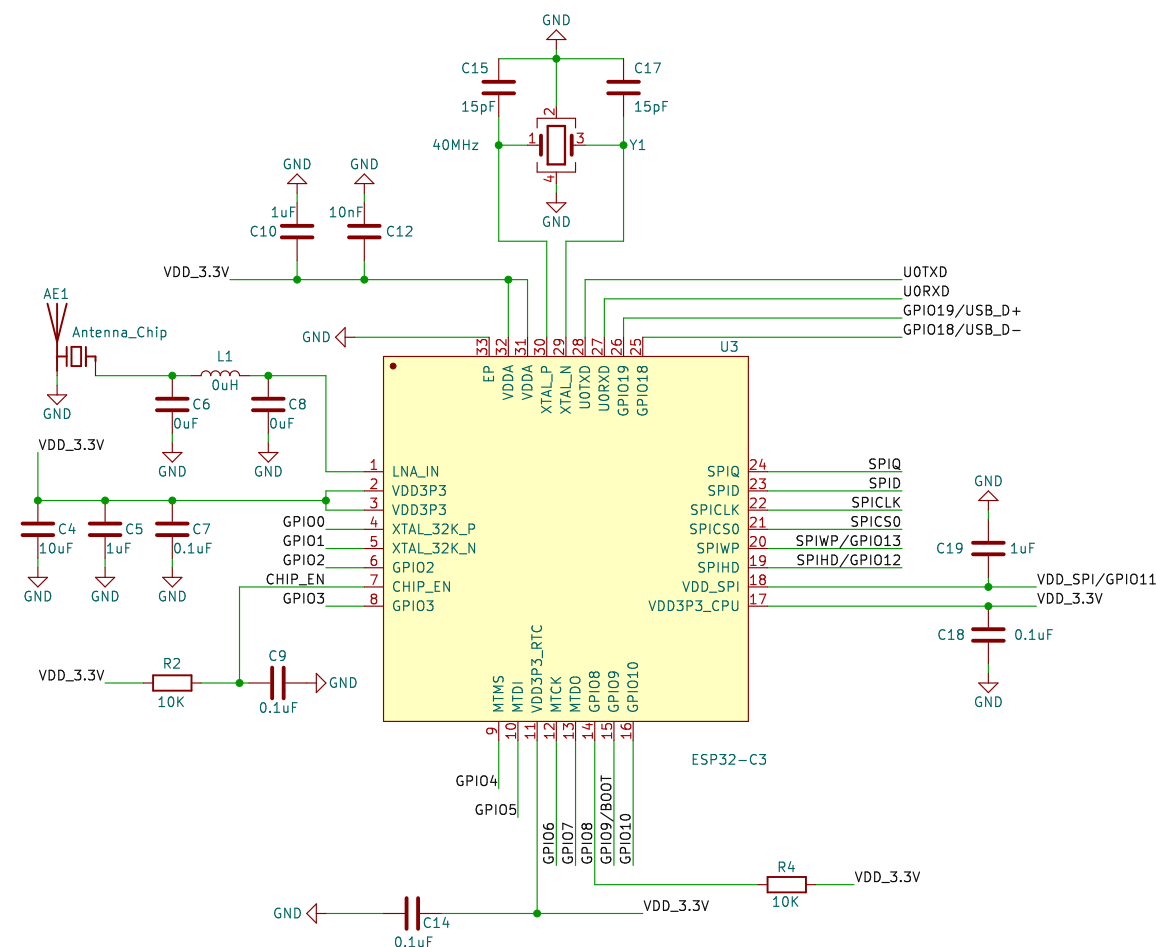 GND
C15
C17
15pF
2
15pF
40MHz
1
3
Y1
4
GND
GND
GND
1uF
10nF
C10
C12
VDD_3.3V
U0TXD
U0RXD
GPIO19/USB_D+
GPIO18/USB_D-
AE1
Antenna_Chip
GND
33
32
31
30
29
28
27
26
25
U3
L1
0uH
EP
VDDA
VDDA
XTAL_P
XTAL_N
U0TXD
U0RXD
GPIO19
GPIO18
GND
C6
0uF
C8
0uF
GND
GND
VDD_3.3V
1 LNA_IN
2 VDD3P3
3 VDD3P3
GPIO0 4 XTAL_32K_P
GPIO1 5 XTAL_32K_N
GPIO2 6 GPIO2
CHIP_EN 7 CHIP_EN
GPIO3 8 GPIO3
C4
10uF
C5
1uF
C7
0.1uF
GND
GND
GND
SPIQ 24 SPIQ
SPID 23 SPID
SPICLK 22 SPICLK
SPICS0 21 SPICS0
SPIWP 20 SPIWP/GPIO13
SPIHD 19 SPIHD/GPIO12
VDD_SPI 18 VDD_SPI/GPIO11
VDD3P3_CPU 17 VDD_3.3V
GND
C19
1uF
C18
0.1uF
GND
VDD_3.3V
R2
10K
C9
0.1uF
GND
MTMS
MTDI
VDD3P3_RTC
MTCK
MTDO
GPIO8
GPIO9
GPIO10
9
10
11
12
13
14
15
16
ESP32-C3
GPIO4
GPIO5
GPIO6
GPIO7
GPIO8
GPIO9/BOOT
GPIO10
R4
10K
VDD_3.3V
GND
C14
0.1uF
VDD_3.3V